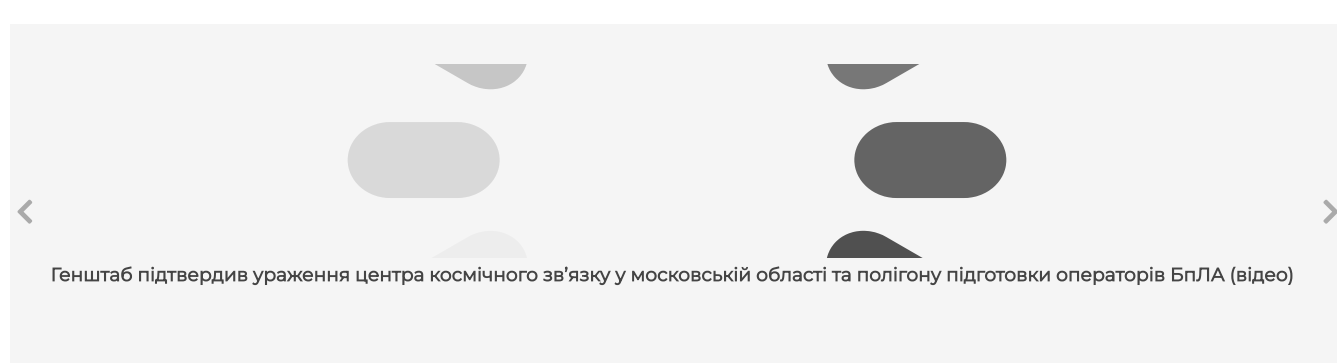 Генштаб підтвердив ураження центра космічного зв’язку у московській області та полігону підготовки операторів БпЛА (відео)